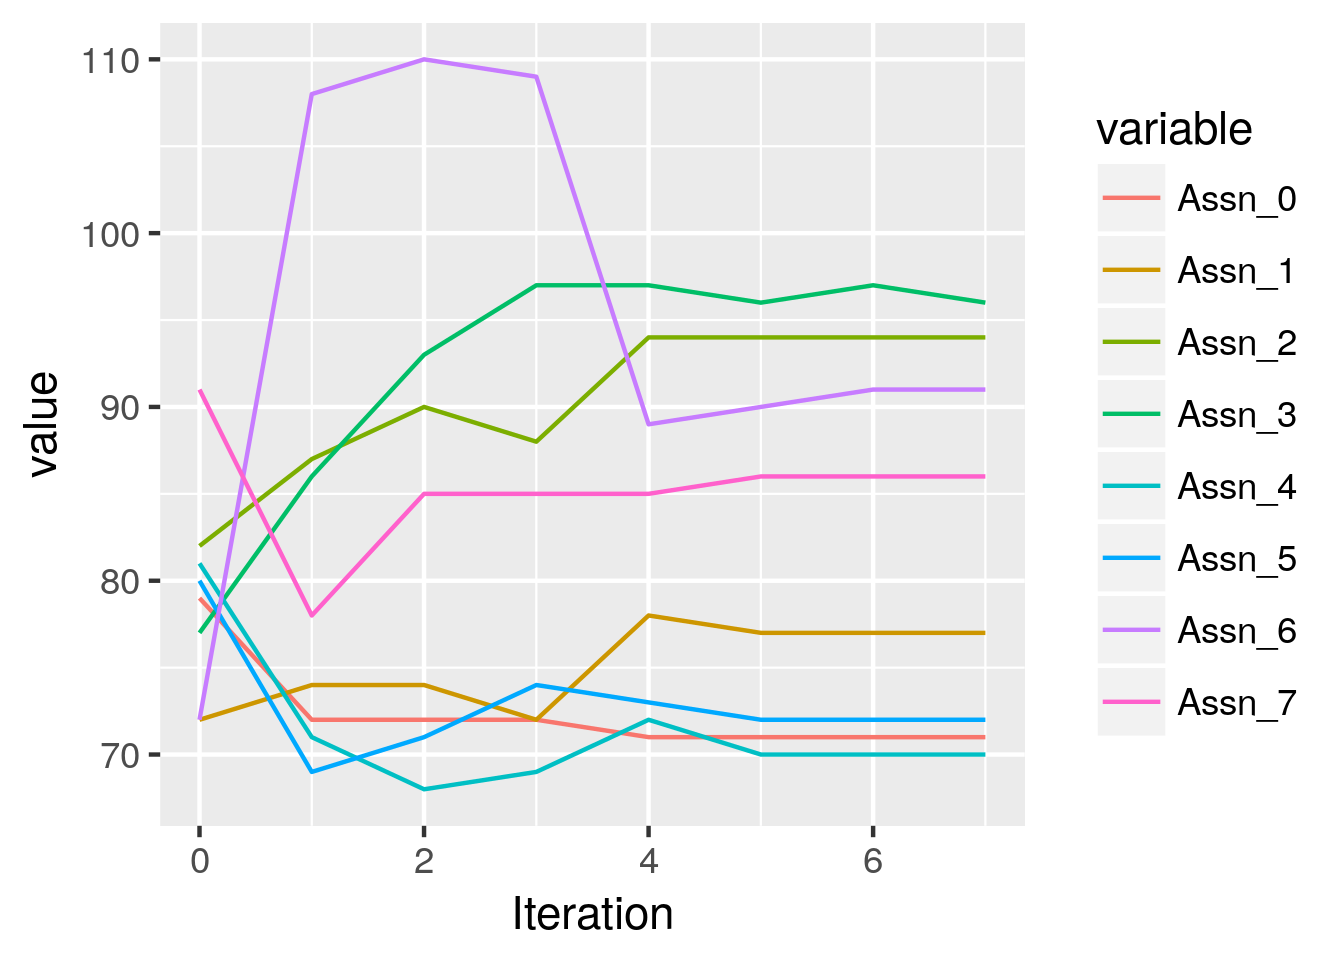 110
100
90
80
70
value
0 2 4 6
Iteration
variable
Assn_0
Assn_1
Assn_2
Assn_3
Assn_4
Assn_5
Assn_6
Assn_7